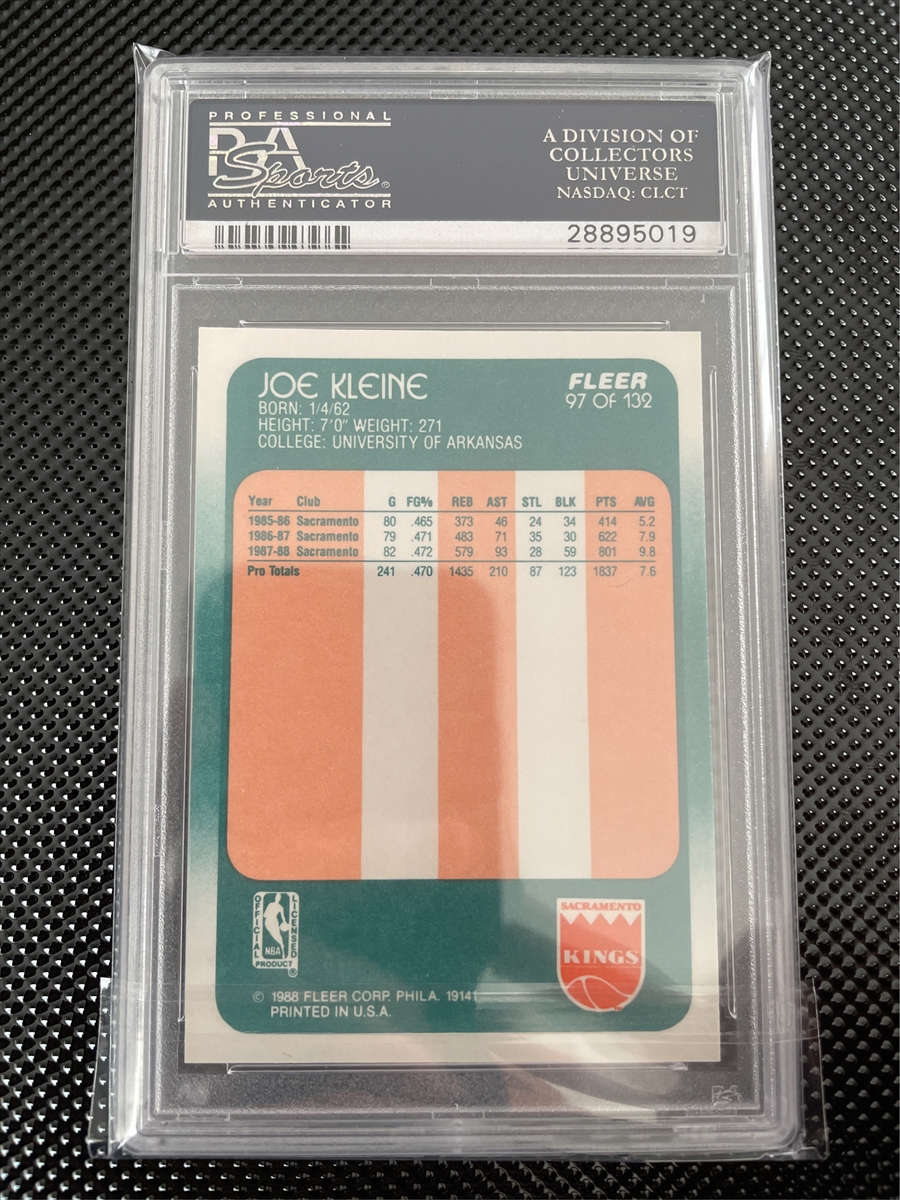 PROFESSIONAL
PSA
Sports®
AUTHENTICATOR
A DIVISION OF
COLLECTORS
UNIVERSE
NASDAQ: CLCT
28895019
JOE KLEINE
BORN: 1/4/62
HEIGHT: 7'0" WEIGHT: 271
COLLEGE: UNIVERSITY OF ARKANSAS
FLEER
97 OF 132
Year Club G FG% REB AST STL BLK PTS AVG
1985-86 Sacramento 80 .465 373 46 24 34 414 5.2
1986-87 Sacramento 79 .471 483 71 35 30 622 7.9
1987-88 Sacramento 82 .472 579 93 28 59 801 9.8
Pro Totals 241 .470 1435 210 87 123 1837 7.6
OFFICIAL
LICENSED
NBA
PRODUCT
®
SACRAMENTO
KINGS
© 1988 FLEER CORP. PHILA. 19141
PRINTED IN U.S.A.